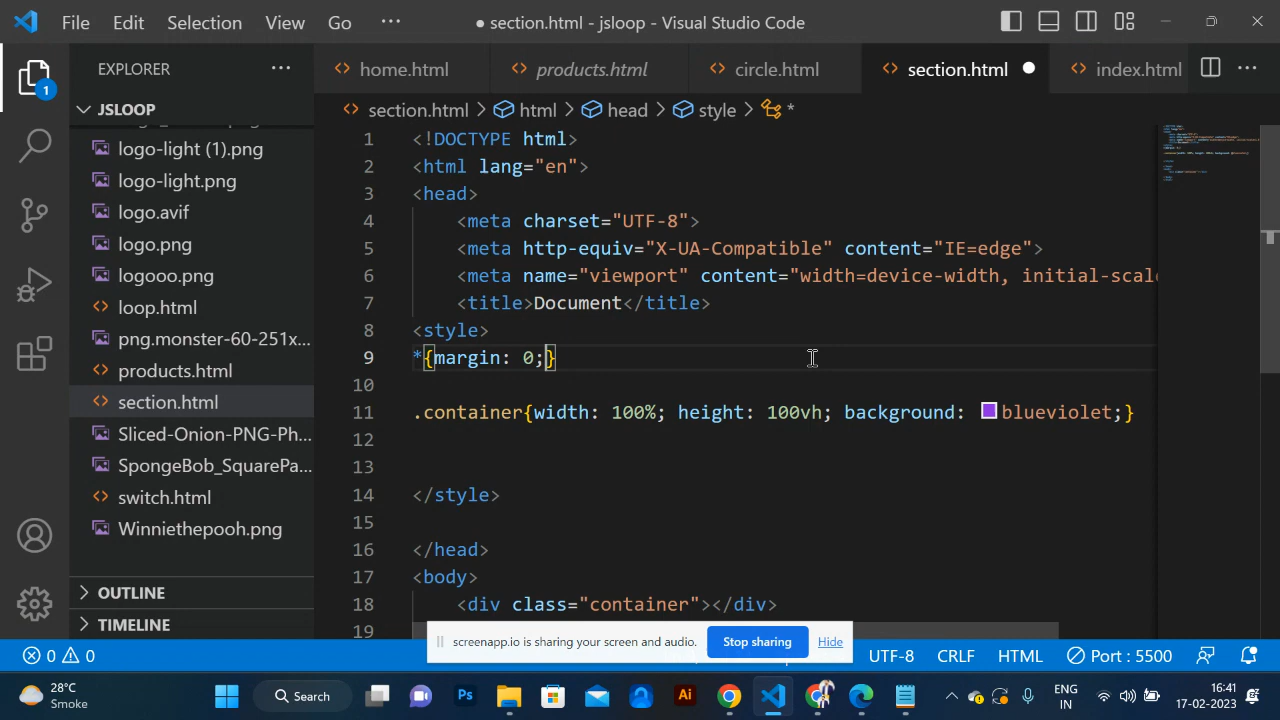 File Edit Selection View Go ··· ● section.html - jsloop - Visual Studio Code
EXPLORER ···
home.html products.html circle.html section.html ● index.html ···
JSLOOP
section.html > html > head > style > *
logo-light (1).png
logo-light.png
logo.avif
logo.png
logooo.png
loop.html
png.monster-60-251x...
products.html
section.html
Sliced-Onion-PNG-Ph...
SpongeBob_SquarePa...
switch.html
Winniethepooh.png
OUTLINE
TIMELINE
1
1 <!DOCTYPE html>
2 <html lang="en">
3 <head>
4 <meta charset="UTF-8">
5 <meta http-equiv="X-UA-Compatible" content="IE=edge">
6 <meta name="viewport" content="width=device-width, initial-scale
7 <title>Document</title>
8 <style>
9 *{margin: 0;}
10
11 .container{width: 100%; height: 100vh; background: blueviolet;}
12
13
14 </style>
15
16 </head>
17 <body>
18 <div class="container"></div>
19
screenapp.io is sharing your screen and audio. Stop sharing Hide
0 0 UTF-8 CRLF HTML Port : 5500
28°C
Smoke
Search
Ps
Ai
ENG
IN
16:41
17-02-2023